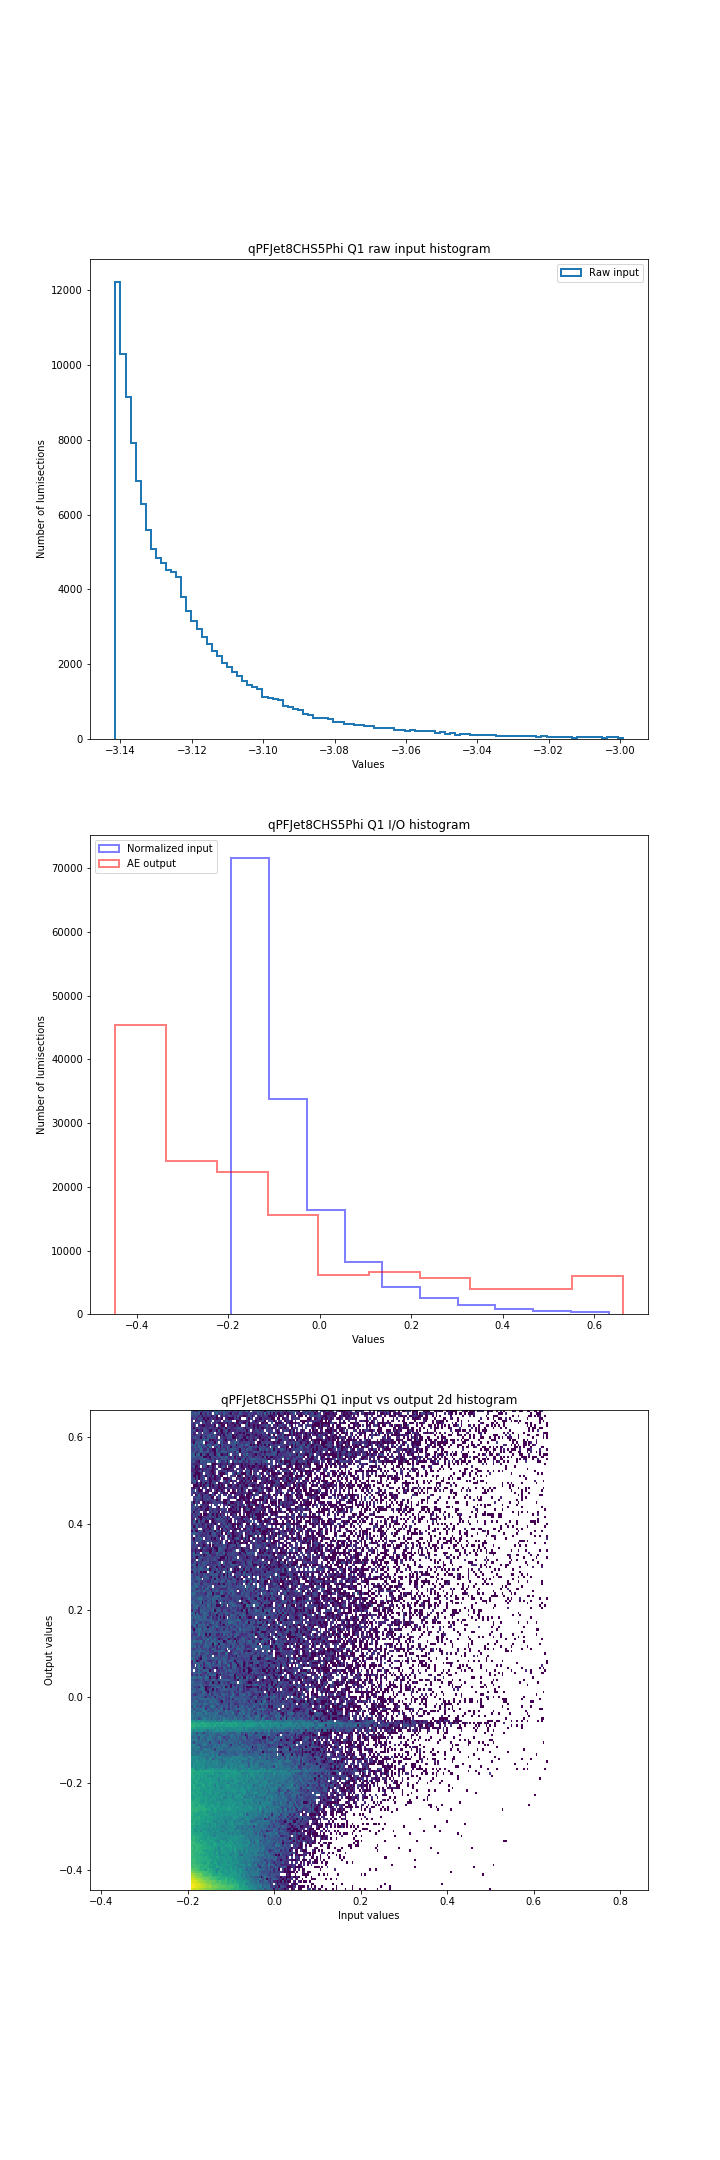 qPFJet8CHS5Phi Q1 raw input histogram
Raw input
12000
10000
8000
6000
4000
2000
0
Number of lumisections
−3.14 −3.12 −3.10 −3.08 −3.06 −3.04 −3.02 −3.00
Values
qPFJet8CHS5Phi Q1 I/O histogram
Normalized input
AE output
70000
60000
50000
40000
30000
20000
10000
0
Number of lumisections
−0.4 −0.2 0.0 0.2 0.4 0.6
Values
qPFJet8CHS5Phi Q1 input vs output 2d histogram
0.6
0.4
0.2
0.0
−0.2
−0.4
Output values
−0.4 −0.2 0.0 0.2 0.4 0.6 0.8
Input values